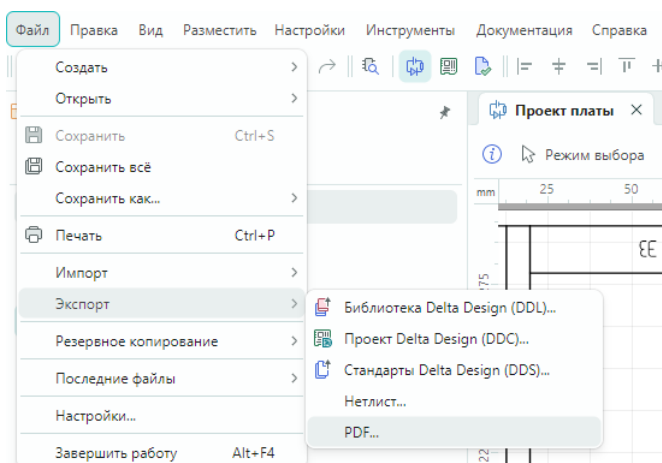 Файл Правка Вид Разместить Настройки Инструменты Документация Справка
Создать
Открыть
Сохранить Ctrl+S
Сохранить всё
Сохранить как...
Печать Ctrl+P
Импорт
Экспорт
Резервное копирование
Последние файлы
Настройки...
Завершить работу Alt+F4
Библиотека Delta Design (DDL)...
Проект Delta Design (DDC)...
Стандарты Delta Design (DDS)...
Нетлист...
PDF...
Проект платы
Режим выбора
mm 25 50
275